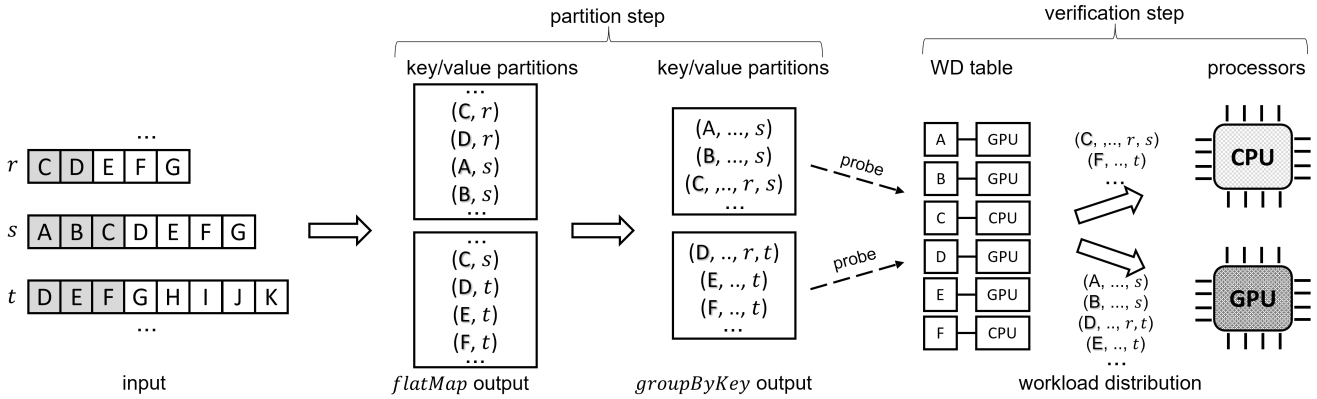 partition step
verification step
key/value partitions
key/value partitions
WD table
processors
...
r C D E F G
s A B C D E F G
t D E F G H I J K
...
input
...
(C, r)
(D, r)
(A, s)
(B, s)
...
...
(C, s)
(D, t)
(E, t)
(F, t)
...
flatMap output
(A, ..., s)
(B, ..., s)
(C, ,.., r, s)
...
(D, .., r, t)
(E, .., t)
(F, .., t)
...
groupByKey output
probe
probe
A GPU
B GPU
C CPU
D GPU
E GPU
F CPU
(C, ,.., r, s)
(F, .., t)
...
(A, ..., s)
(B, ..., s)
(D, .., r, t)
(E, .., t)
...
workload distribution
CPU
GPU